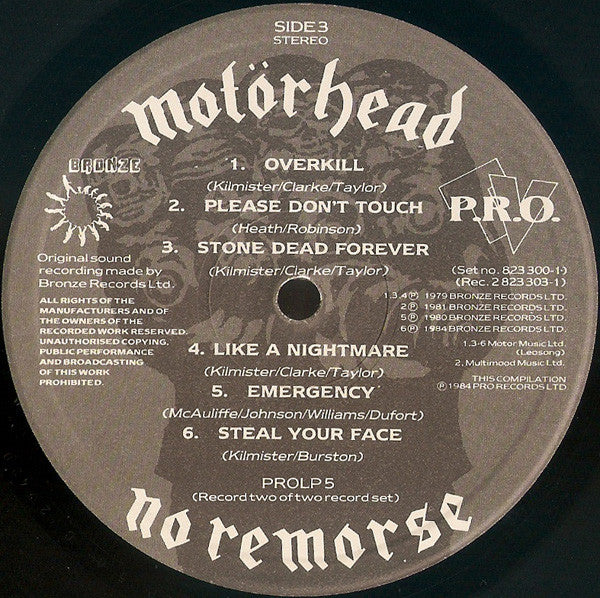 SIDE 3
STEREO
motörhead
BRONZE
Original sound
recording made by
Bronze Records Ltd.
ALL RIGHTS OF THE
MANUFACTURERS AND OF
THE OWNERS OF THE
RECORDED WORK RESERVED.
UNAUTHORISED COPYING,
PUBLIC PERFORMANCE
AND BROADCASTING
OF THIS WORK
PROHIBITED.
1. OVERKILL
(Kilmister/Clarke/Taylor)
2. PLEASE DON'T TOUCH
(Heath/Robinson)
3. STONE DEAD FOREVER
(Kilmister/Clarke/Taylor)
4. LIKE A NIGHTMARE
(Kilmister/Clarke/Taylor)
5. EMERGENCY
(McAuliffe/Johnson/Williams/Dufort)
6. STEAL YOUR FACE
(Kilmister/Burston)
PROLP 5
(Record two of two record set)
P.R.O.
(Set no. 823 300-1)
(Rec. 2 823 303-1)
1,3,4 ℗ 1979 BRONZE RECORDS LTD.
2 ℗ 1981 BRONZE RECORDS LTD.
5 ℗ 1980 BRONZE RECORDS LTD.
6 ℗ 1984 BRONZE RECORDS LTD.
1,3-6 Motor Music Ltd.
(Leosong)
2, Multimood Music Ltd.
THIS COMPILATION
℗ 1984 PRO RECORDS LTD
no remorse